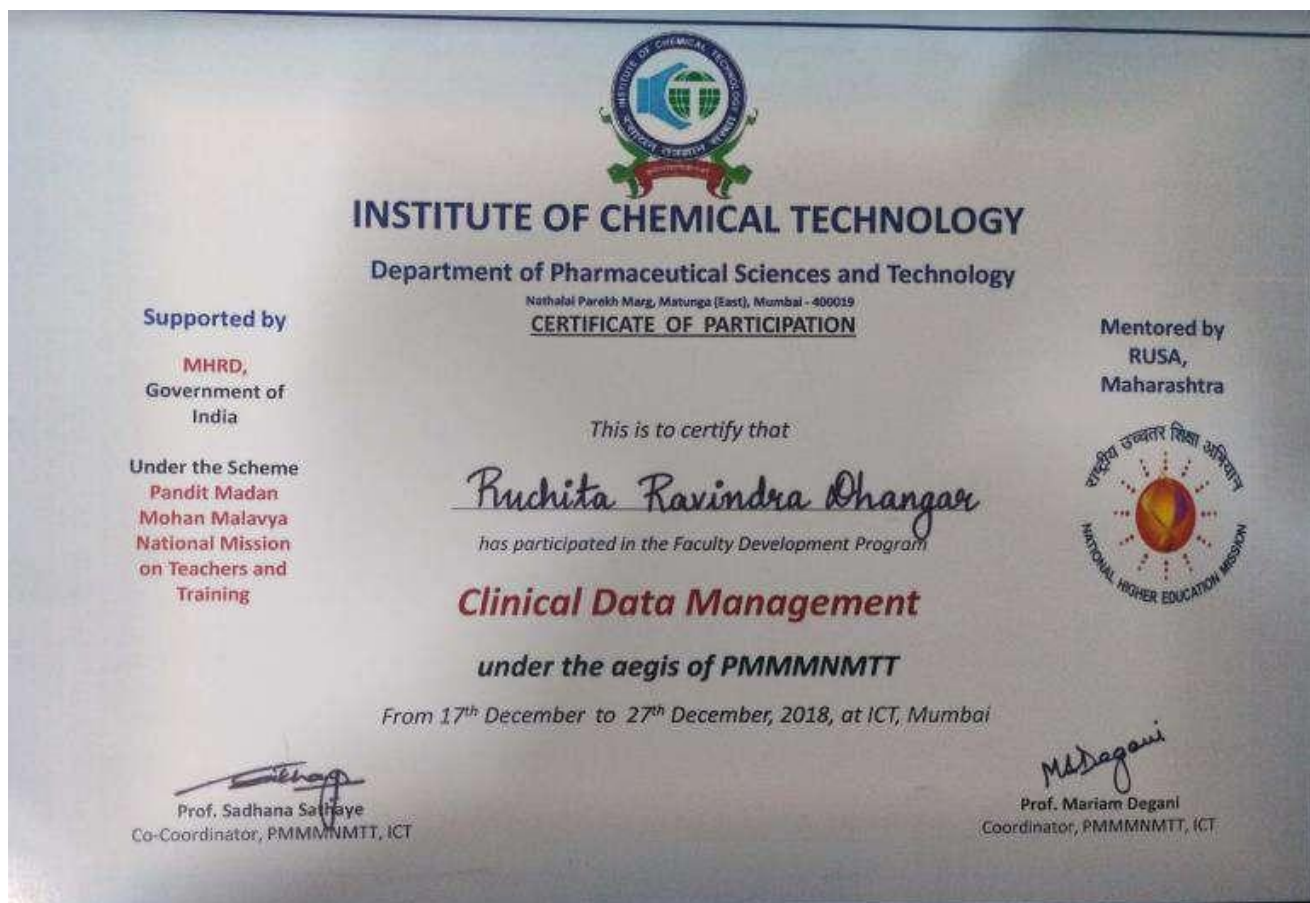 INSTITUTE OF CHEMICAL TECHNOLOGY
INSTITUTE OF CHEMICAL TECHNOLOGY
Department of Pharmaceutical Sciences and Technology
Nathalal Parekh Marg, Matunga (East), Mumbai - 400019
CERTIFICATE OF PARTICIPATION
Supported by
MHRD,
Government of
India
Under the Scheme
Pandit Madan
Mohan Malavya
National Mission
on Teachers and
Training
This is to certify that
Ruchita Ravindra Dhangar
has participated in the Faculty Development Program
Clinical Data Management
under the aegis of PMMMNMTT
From 17th December to 27th December, 2018, at ICT, Mumbai
Mentored by
RUSA,
Maharashtra
राष्ट्रीय उच्चतर शिक्षा अभियान
NATIONAL HIGHER EDUCATION MISSION
Prof. Sadhana Sathaye
Co-Coordinator, PMMMNMTT, ICT
MSDegani
Prof. Mariam Degani
Coordinator, PMMMNMTT, ICT